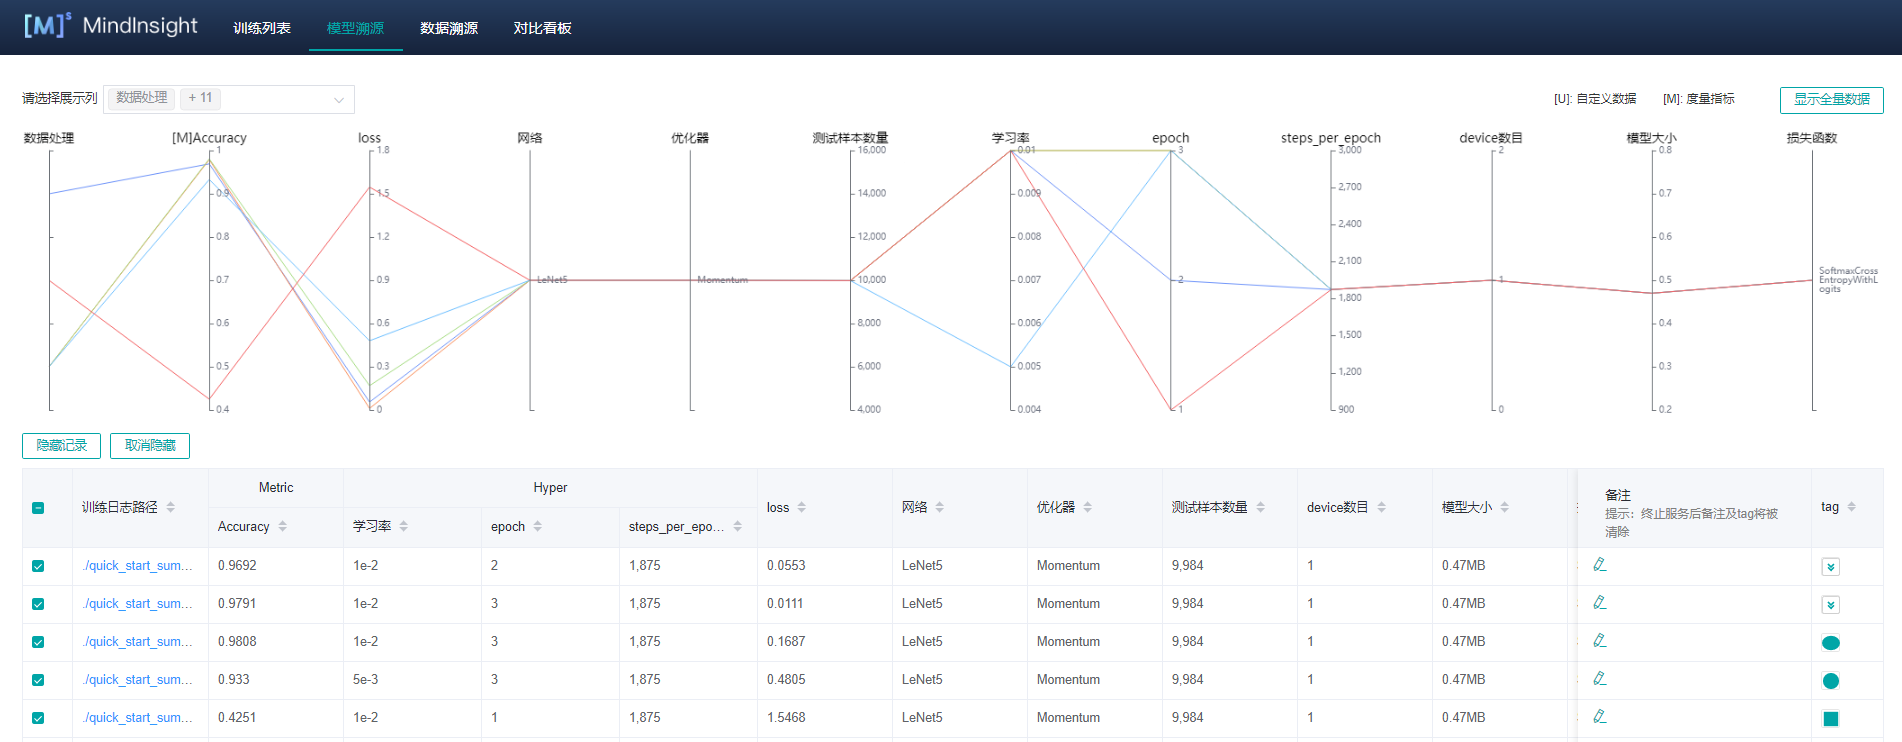 [M]s MindInsight 训练列表 模型溯源 数据溯源 对比看板
请选择展示列 数据处理 + 11 [U]: 自定义数据 [M]: 度量指标 显示全量数据
数据处理 [M]Accuracy loss 网络 优化器 测试样本数量 学习率 epoch steps_per_epoch device数目 模型大小 损失函数
1 1.8 16,000 0.01 3 3,000 2 0.8
0.9 1.5 14,000 0.009 2,700 0.7
0.8 1.2 12,000 0.008 2,400 0.6
2,100
0.7 0.9 LeNet5 Momentum 10,000 0.007 2 1 0.5 SoftmaxCross
EntropyWithL
ogits
1,800
0.6 0.6 8,000 0.006 1,500 0.4
0.5 0.3 6,000 0.005 1,200 0.3
0.4 0 4,000 0.004 1 900 0 0.2
隐藏记录 取消隐藏
训练日志路径 Metric Hyper loss 网络 优化器 测试样本数量 device数目 模型大小 备注 tag
Accuracy 学习率 epoch steps_per_epo... 提示：终止服务后备注及tag将被
清除
./quick_start_sum... 0.9692 1e-2 2 1,875 0.0553 LeNet5 Momentum 9,984 1 0.47MB
./quick_start_sum... 0.9791 1e-2 3 1,875 0.0111 LeNet5 Momentum 9,984 1 0.47MB
./quick_start_sum... 0.9808 1e-2 3 1,875 0.1687 LeNet5 Momentum 9,984 1 0.47MB
./quick_start_sum... 0.933 5e-3 3 1,875 0.4805 LeNet5 Momentum 9,984 1 0.47MB
./quick_start_sum... 0.4251 1e-2 1 1,875 1.5468 LeNet5 Momentum 9,984 1 0.47MB